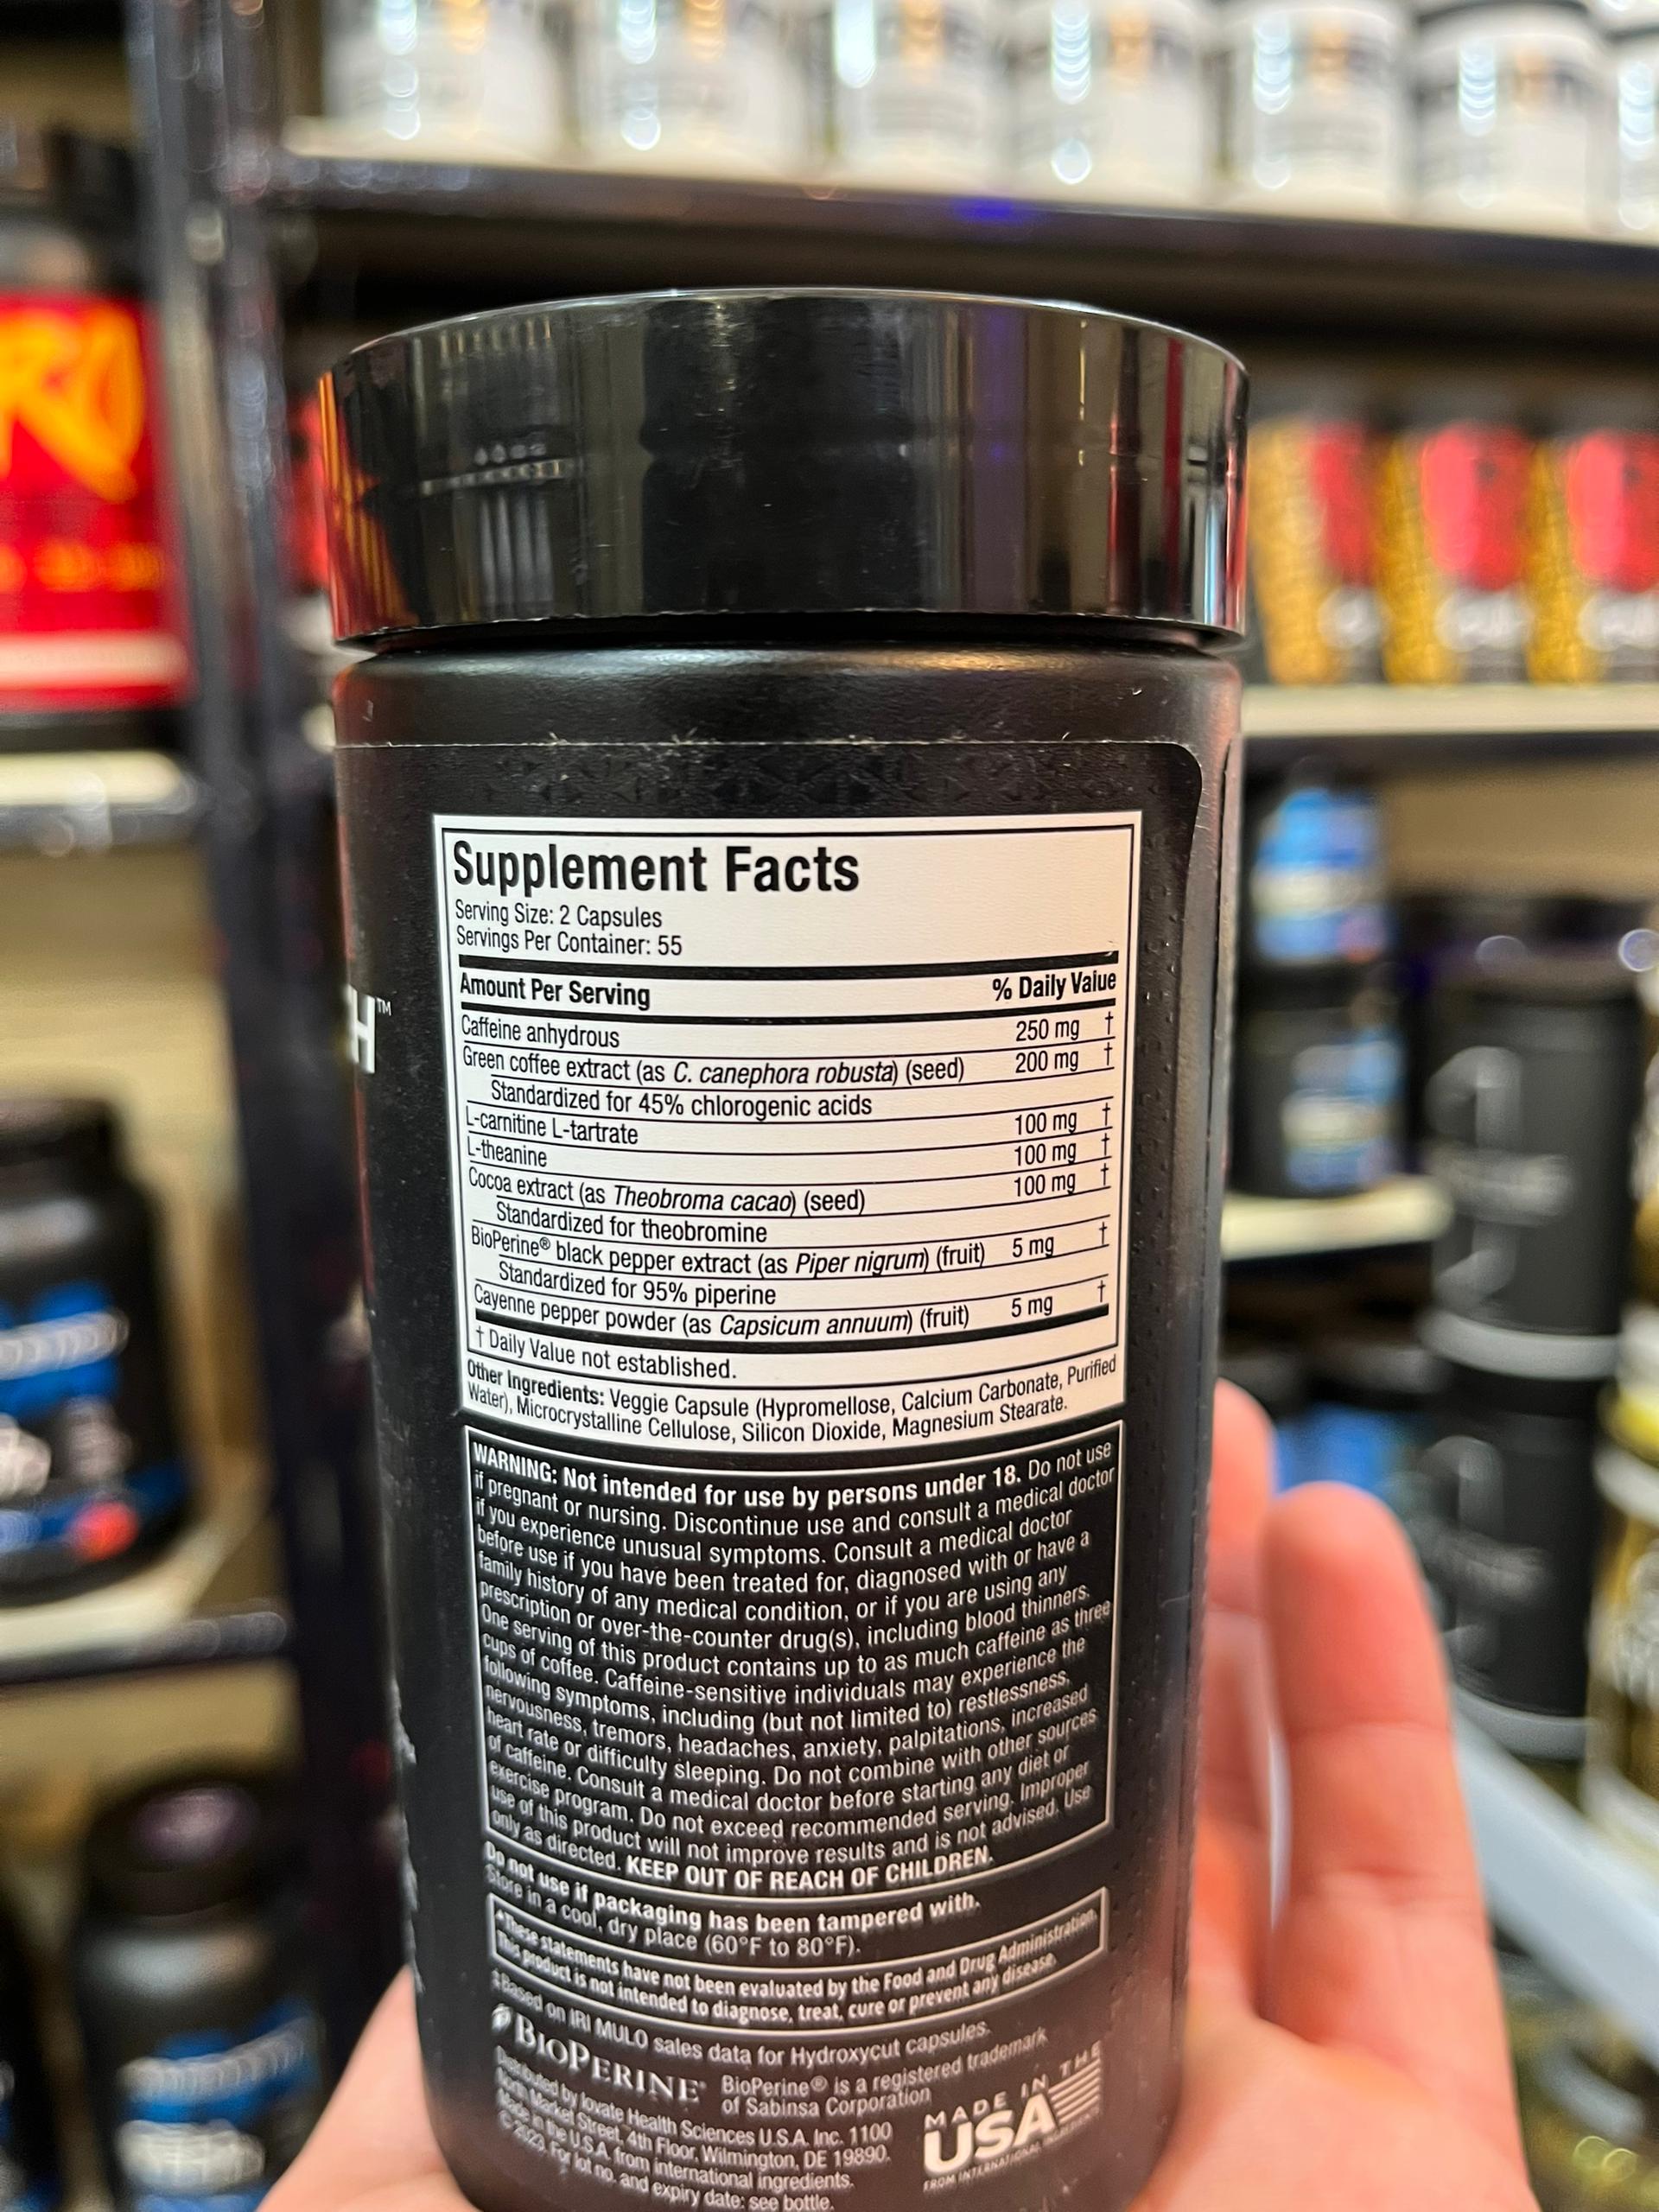 H™
Supplement Facts
Serving Size: 2 Capsules
Servings Per Container: 55
Amount Per Serving % Daily Value
Caffeine anhydrous 250 mg †
Green coffee extract (as C. canephora robusta) (seed) 200 mg †
Standardized for 45% chlorogenic acids
L-carnitine L-tartrate 100 mg †
L-theanine 100 mg †
Cocoa extract (as Theobroma cacao) (seed) 100 mg †
Standardized for theobromine
BioPerine® black pepper extract (as Piper nigrum) (fruit) 5 mg †
Standardized for 95% piperine
Cayenne pepper powder (as Capsicum annuum) (fruit) 5 mg †
† Daily Value not established.
Other Ingredients: Veggie Capsule (Hypromellose, Calcium Carbonate, Purified
Water), Microcrystalline Cellulose, Silicon Dioxide, Magnesium Stearate.
WARNING: Not intended for use by persons under 18. Do not use
if pregnant or nursing. Discontinue use and consult a medical doctor
if you experience unusual symptoms. Consult a medical doctor
before use if you have been treated for, diagnosed with or have a
family history of any medical condition, or if you are using any
prescription or over-the-counter drug(s), including blood thinners.
One serving of this product contains up to as much caffeine as three
cups of coffee. Caffeine-sensitive individuals may experience the
following symptoms, including (but not limited to) restlessness,
nervousness, tremors, headaches, anxiety, palpitations, increased
heart rate or difficulty sleeping. Do not combine with other sources
of caffeine. Consult a medical doctor before starting any diet or
exercise program. Do not exceed recommended serving. Improper
use of this product will not improve results and is not advised. Use
only as directed. KEEP OUT OF REACH OF CHILDREN.
Do not use if packaging has been tampered with.
Store in a cool, dry place (60°F to 80°F).
*These statements have not been evaluated by the Food and Drug Administration.
This product is not intended to diagnose, treat, cure or prevent any disease.
‡Based on IRI MULO sales data for Hydroxycut capsules.
BIOPERINE®
BioPerine® is a registered trademark
of Sabinsa Corporation
Distributed by Iovate Health Sciences U.S.A. Inc. 1100
North Market Street, 4th Floor, Wilmington, DE 19890.
Made in the U.S.A. from international ingredients.
© 2023. For lot no. and expiry date: see bottle.
MADE IN THE
USA
FROM INTERNATIONAL INGREDIENTS